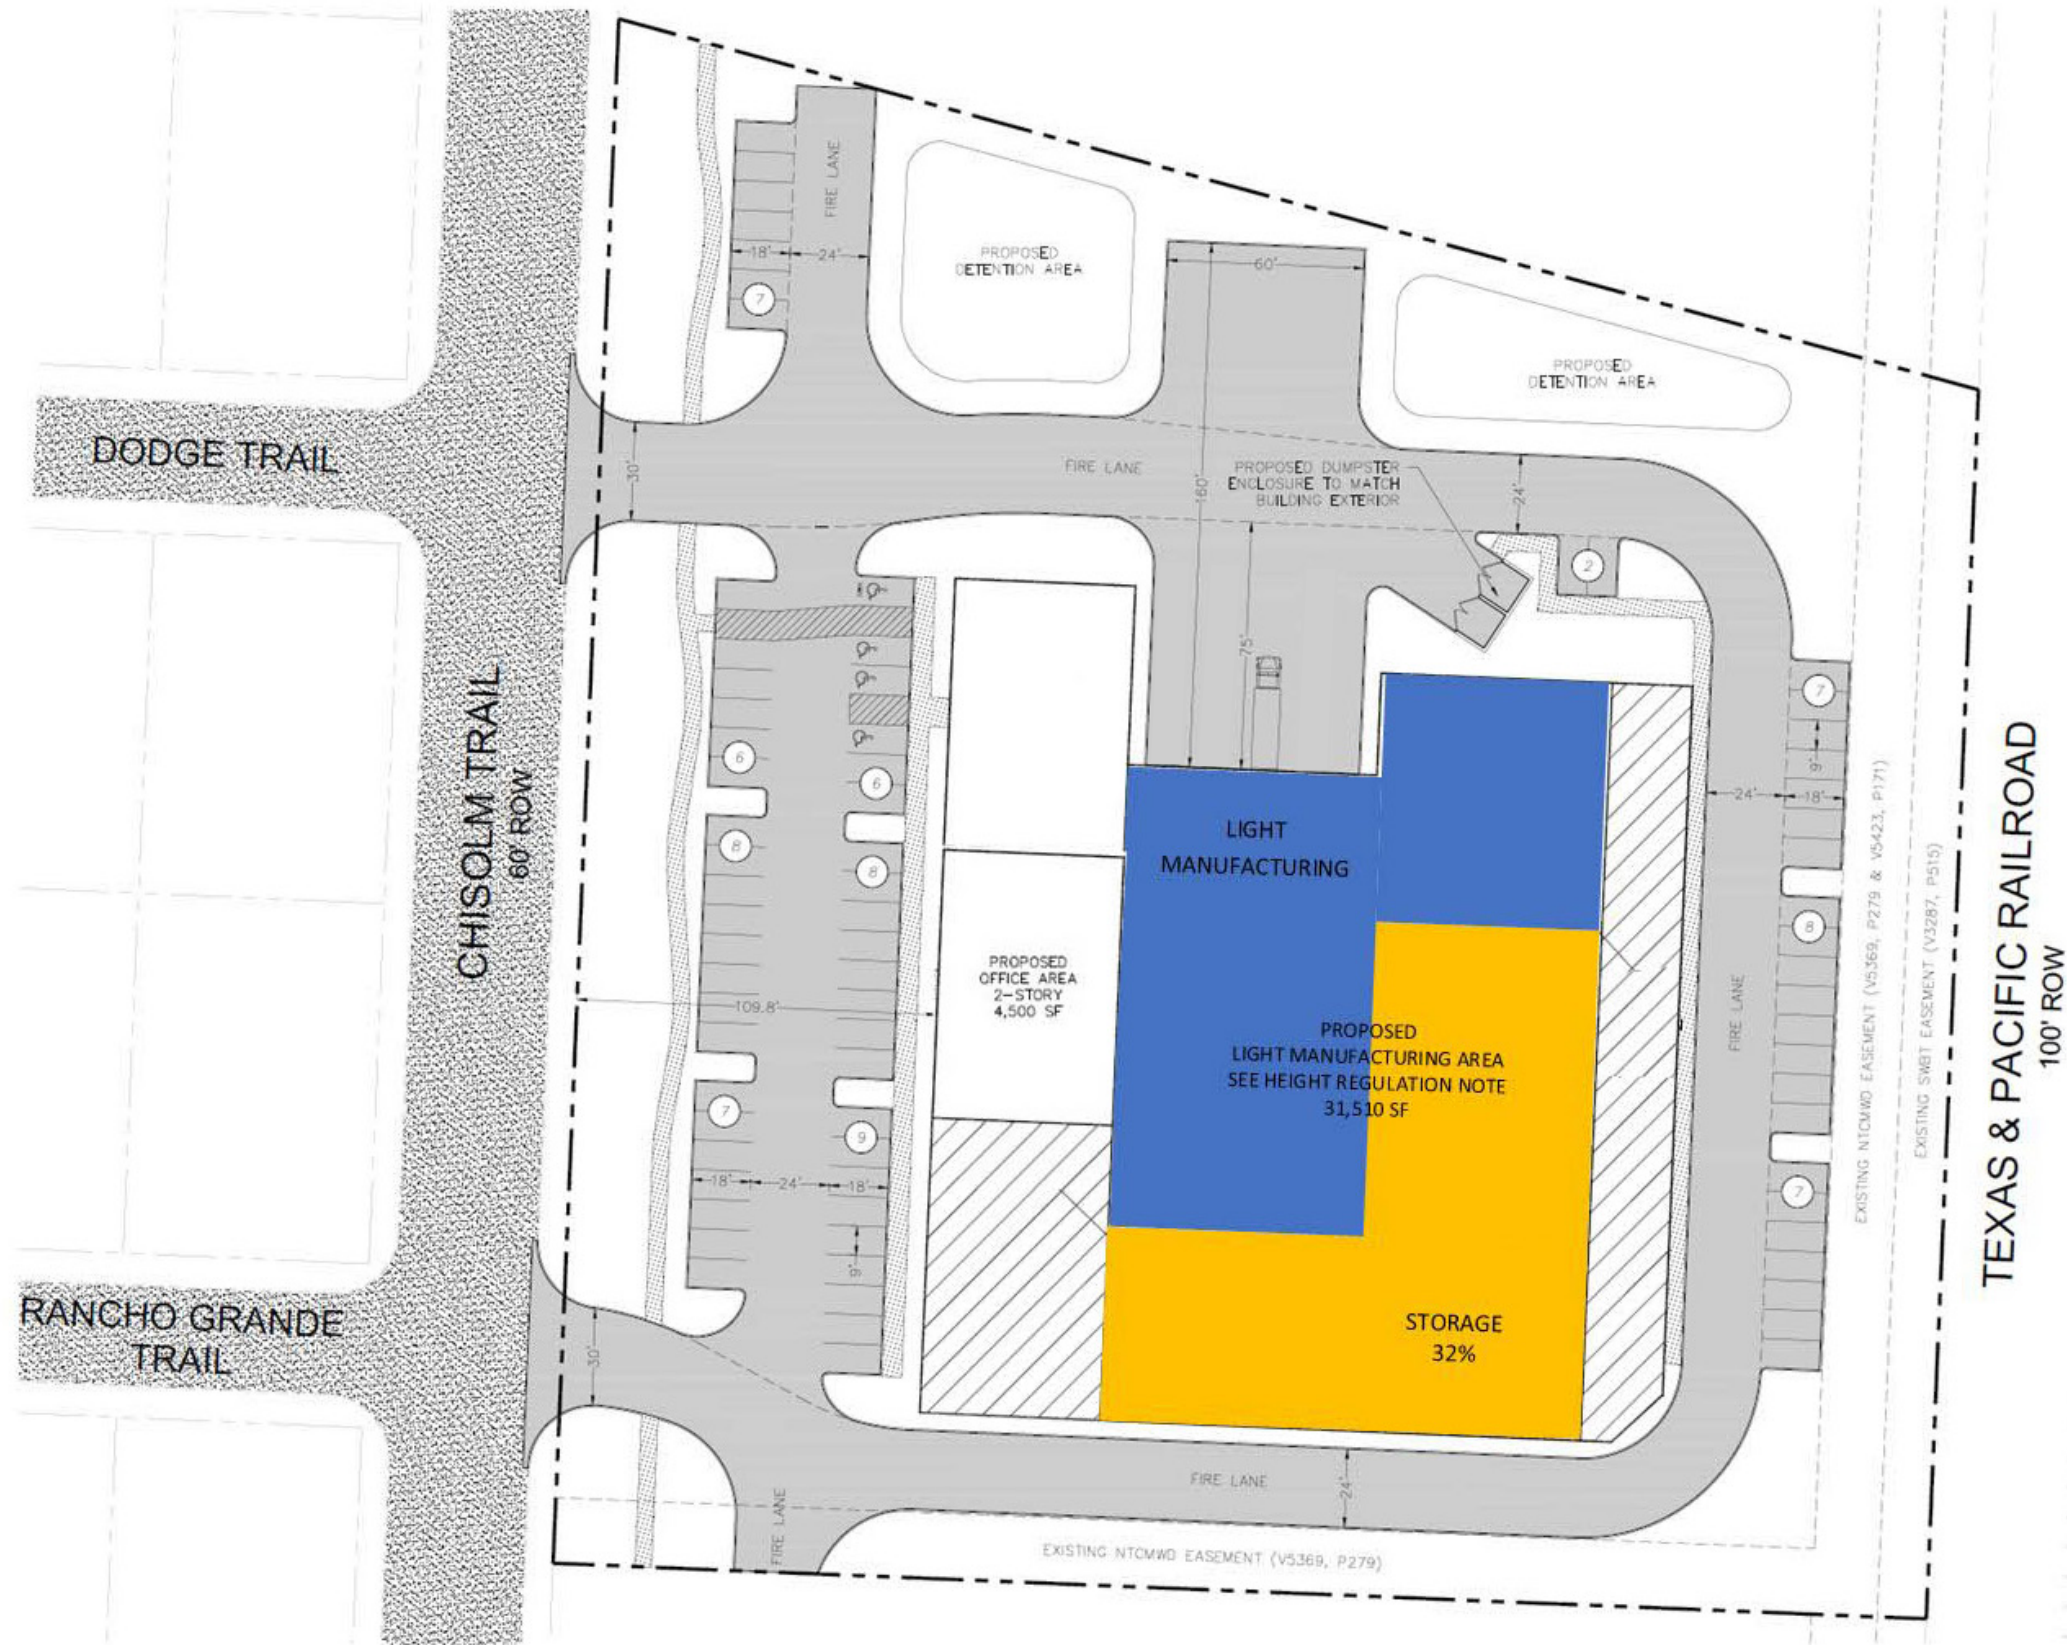 FIRE LANE
18'
24'
7
PROPOSED
DETENTION AREA
60'
PROPOSED
DETENTION AREA
DODGE TRAIL
30'
FIRE LANE
160'
PROPOSED DUMPSTER
ENCLOSURE TO MATCH
BUILDING EXTERIOR
24'
2
75'
CHISOLM TRAIL
60' ROW
6
6
8
8
7
9
109.8'
18'
24'
18'
9'
LIGHT
MANUFACTURING
PROPOSED
OFFICE AREA
2-STORY
4,500 SF
PROPOSED
LIGHT MANUFACTURING AREA
SEE HEIGHT REGULATION NOTE
31,510 SF
STORAGE
32%
7
9'
24'
18'
8
FIRE LANE
7
EXISTING NTCMWD EASEMENT (V5369, P279 & V5423, P171)
EXISTING SWBT EASEMENT (V3287, P515)
TEXAS & PACIFIC RAILROAD
100' ROW
RANCHO GRANDE
TRAIL
30'
FIRE LANE
FIRE LANE
24'
EXISTING NTCMWD EASEMENT (V5369, P279)